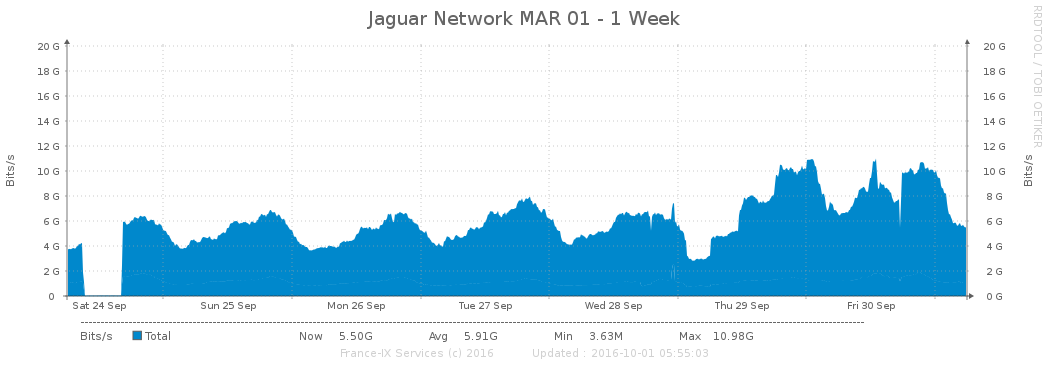 Jaguar Network MAR 01 - 1 Week
RRDTOOL / TOBI OETIKER
20 G 20 G
18 G 18 G
16 G 16 G
14 G 14 G
12 G 12 G
10 G 10 G
8 G 8 G
6 G 6 G
4 G 4 G
2 G 2 G
0 0 G
Bits/s
Bits/s
Sat 24 Sep Sun 25 Sep Mon 26 Sep Tue 27 Sep Wed 28 Sep Thu 29 Sep Fri 30 Sep
Bits/s Total Now 5.50G Avg 5.91G Min 3.63M Max 10.98G
France-IX Services (c) 2016 Updated : 2016-10-01 05:55:03